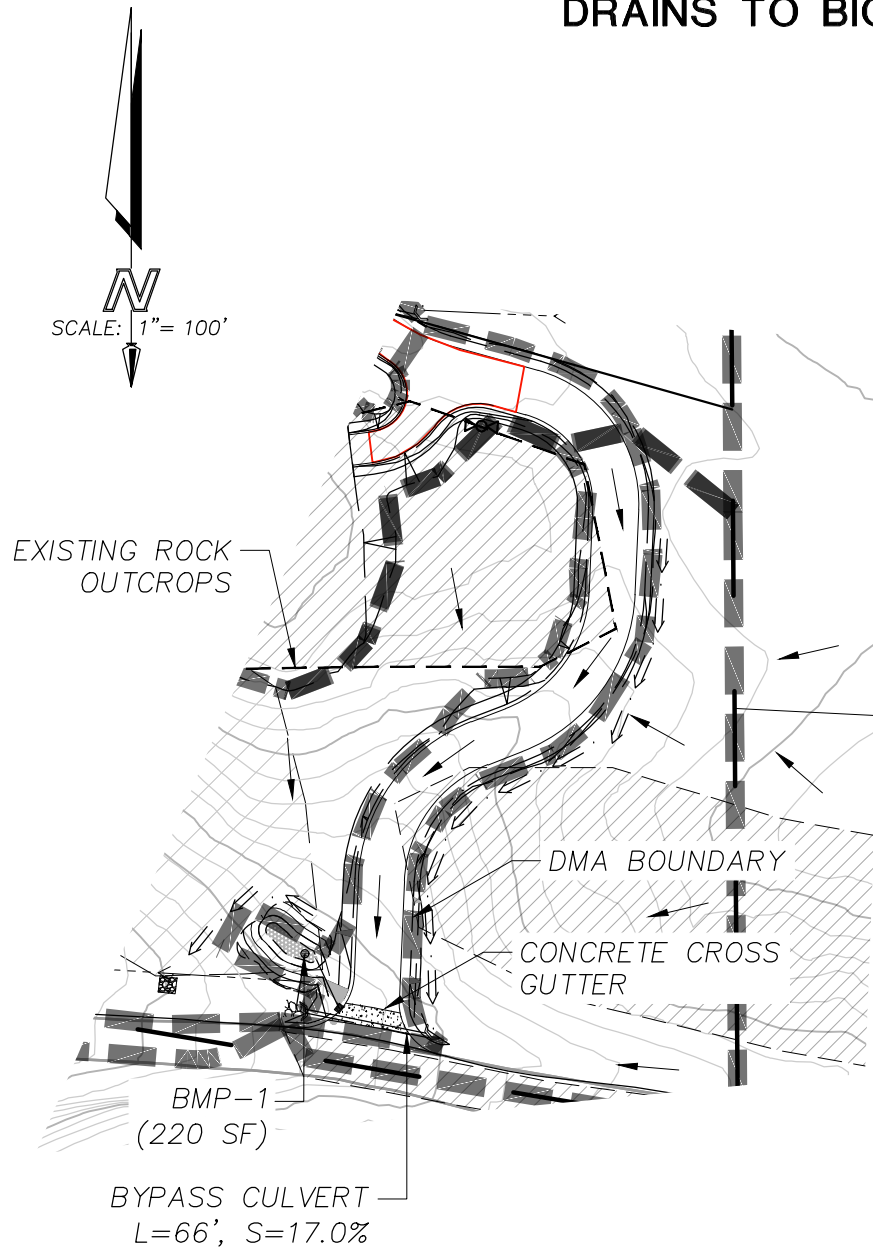 DRAINS TO BIO
N
SCALE: 1"= 100'
EXISTING ROCK
OUTCROPS
DMA BOUNDARY
CONCRETE CROSS
GUTTER
BMP-1
(220 SF)
BYPASS CULVERT
L=66', S=17.0%